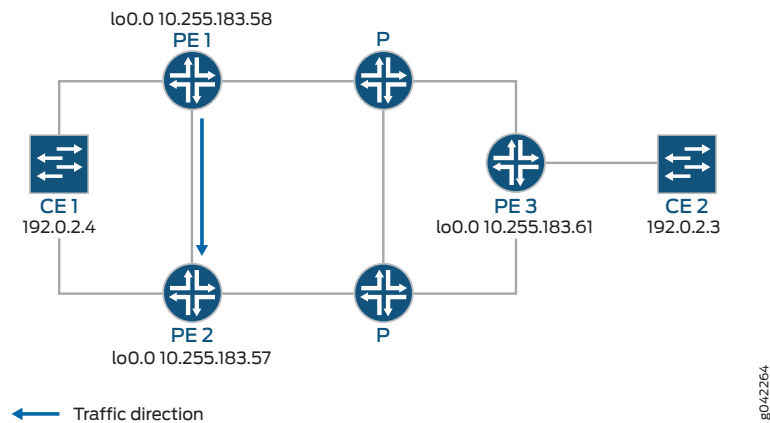 lo0.0 10.255.183.58
PE 1
P
CE 1
192.0.2.4
PE 3
lo0.0 10.255.183.61
CE 2
192.0.2.3
PE 2
lo0.0 10.255.183.57
P
Traffic direction
g042264